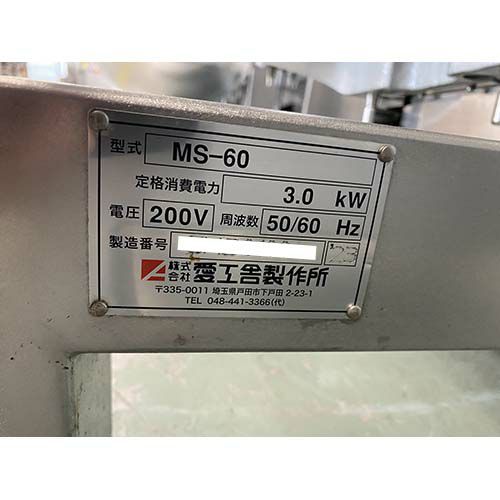 型式 MS-60
定格消費電力 3.0 kW
電圧 200V 周波数 50/60 Hz
製造番号
株式会社 愛工舎製作所
〒335-0011 埼玉県戸田市下戸田 2-23-1
TEL 048-441-3366(代)